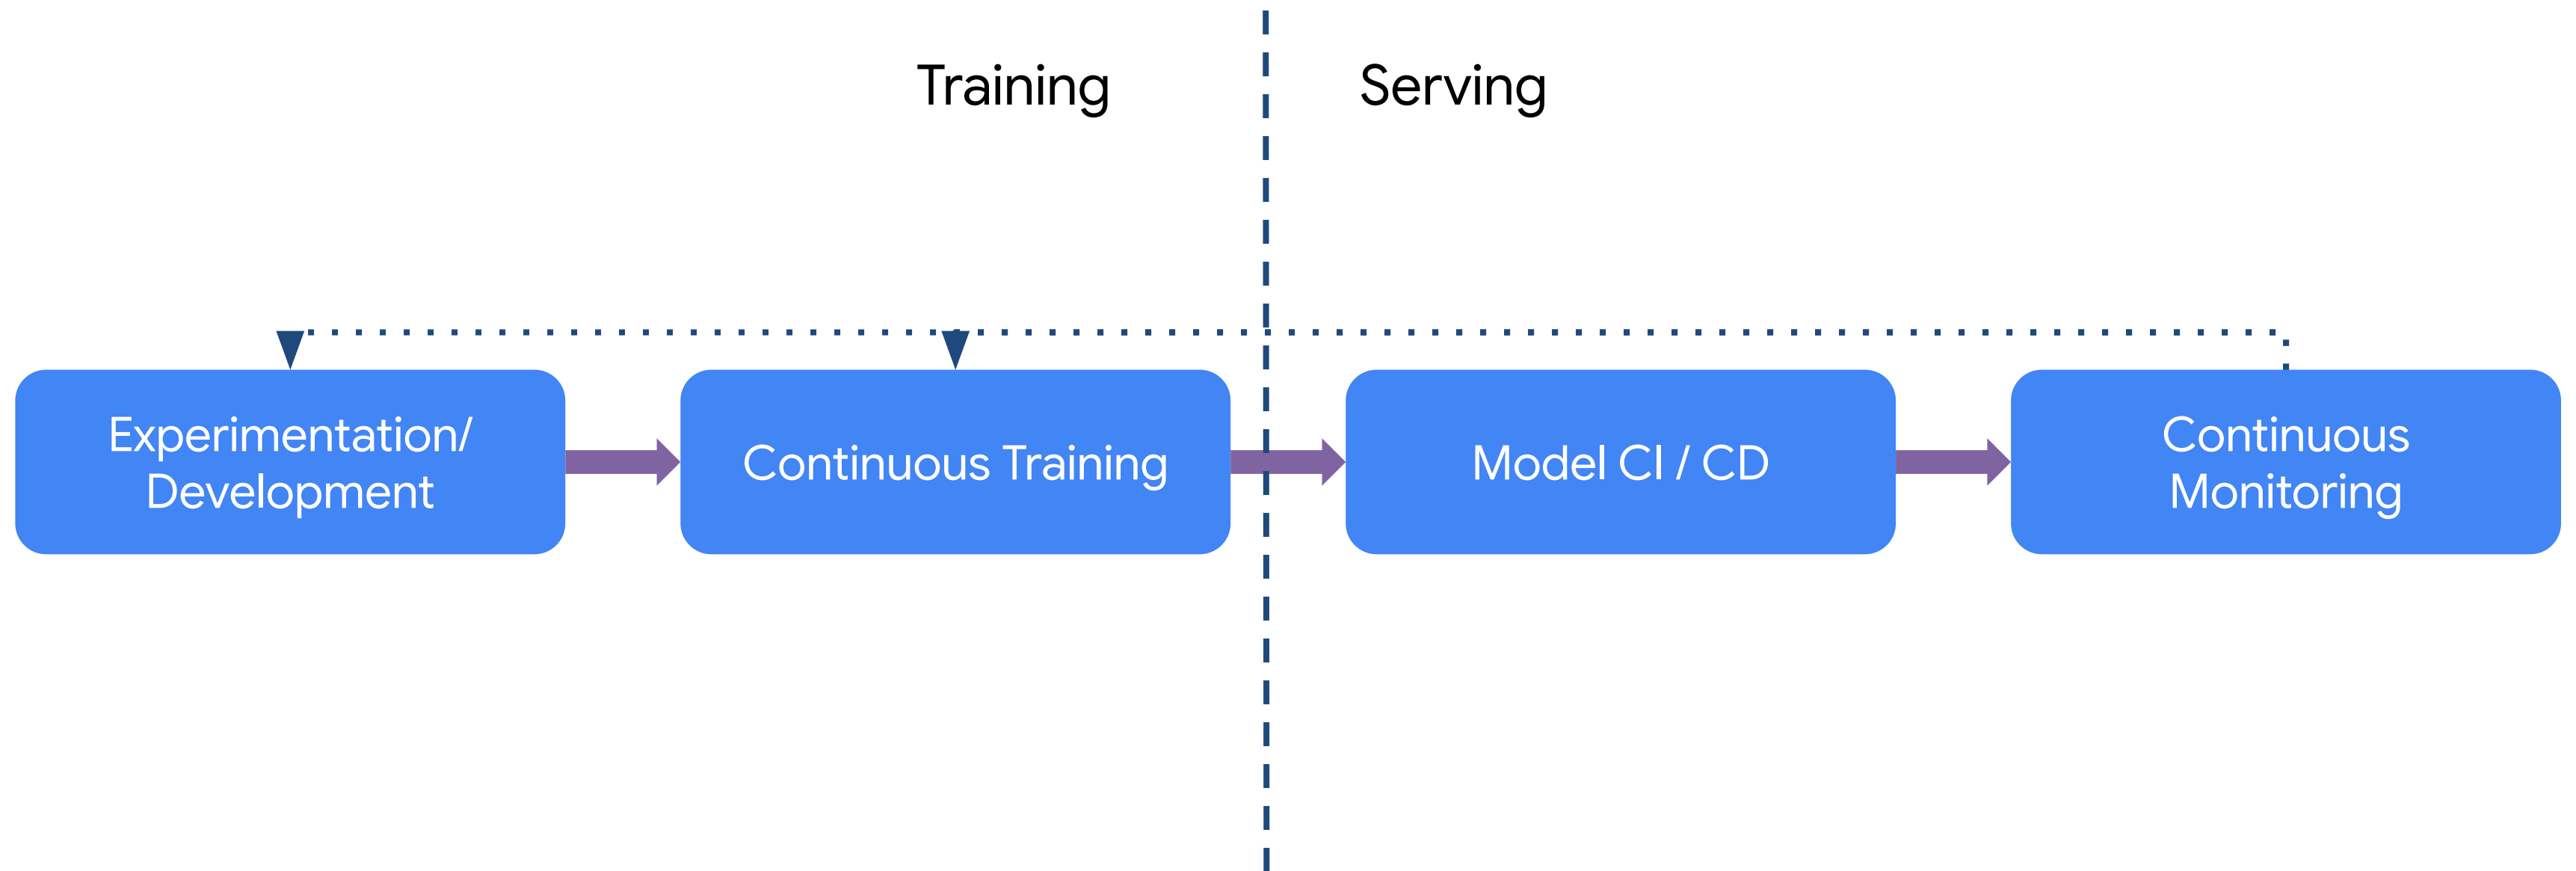 Training
Serving
Experimentation/
Development
Continuous Training
Model CI / CD
Continuous
Monitoring